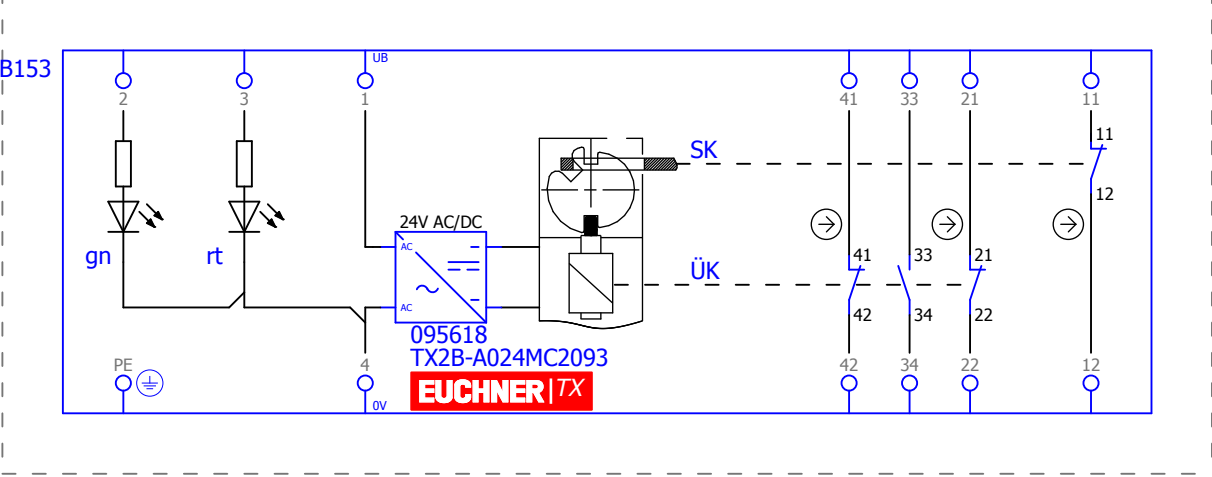 B153
UB
2
3
1
41
33
21
11
11
SK
12
24V AC/DC
gn
rt
AC
41
33
21
ÜK
AC
42
34
22
095618
TX2B-A024MC2093
PE
4
42
34
22
12
EUCHNER|TX
0V